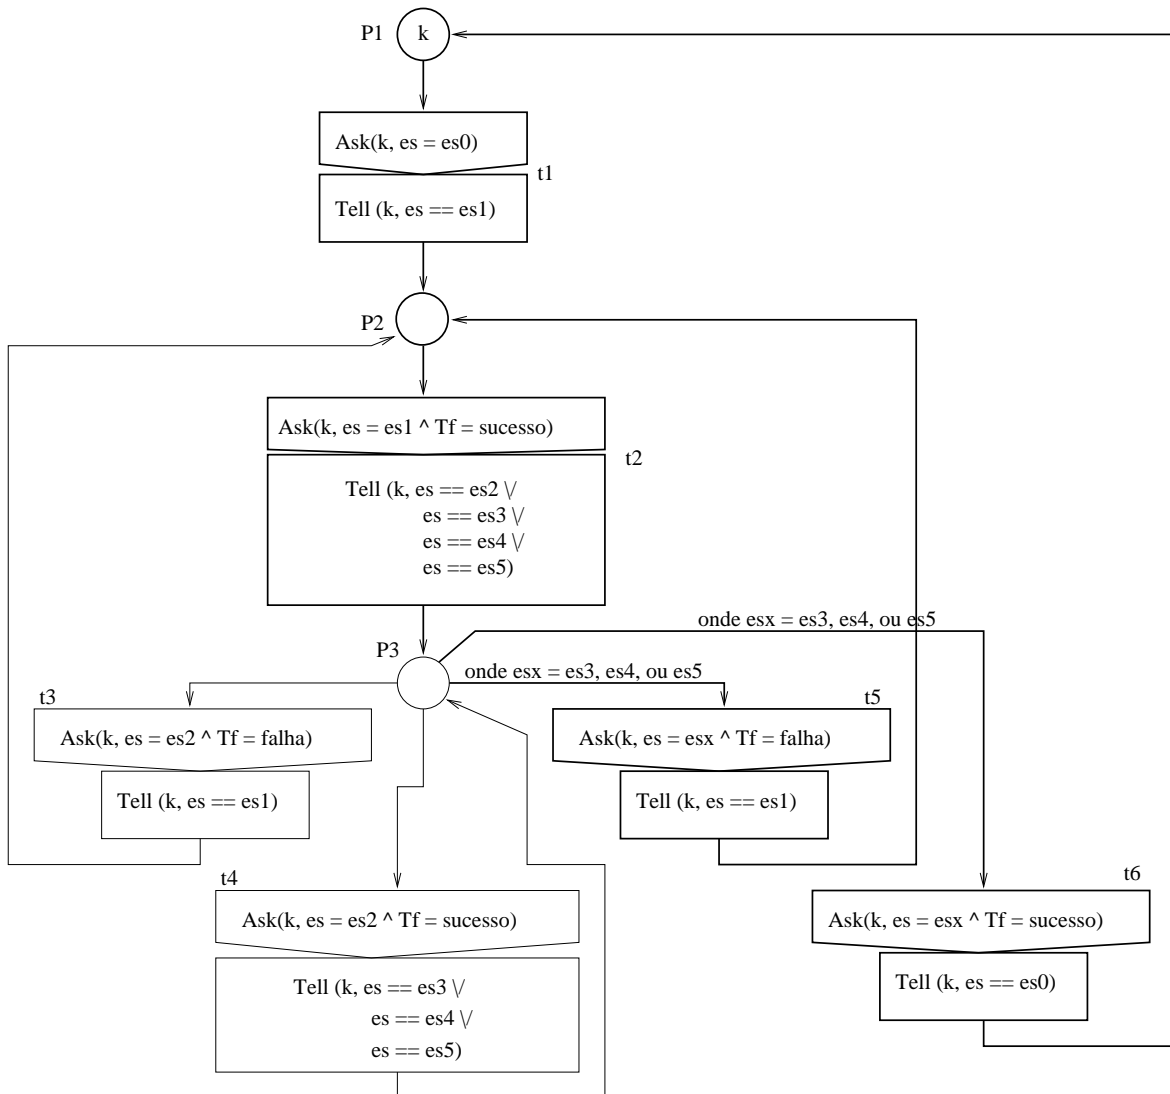 P1
k
Ask(k, es = es0)
t1
Tell (k, es == es1)
P2
Ask(k, es = es1 ^ Tf = sucesso)
t2
Tell (k, es == es2 \/
es == es3 \/
es == es4 \/
es == es5)
onde esx = es3, es4, ou es5
P3
onde esx = es3, es4, ou es5
t3
t5
Ask(k, es = es2 ^ Tf = falha)
Ask(k, es = esx ^ Tf = falha)
Tell (k, es == es1)
Tell (k, es == es1)
t4
t6
Ask(k, es = es2 ^ Tf = sucesso)
Ask(k, es = esx ^ Tf = sucesso)
Tell (k, es == es3 \/
es == es4 \/
es == es5)
Tell (k, es == es0)